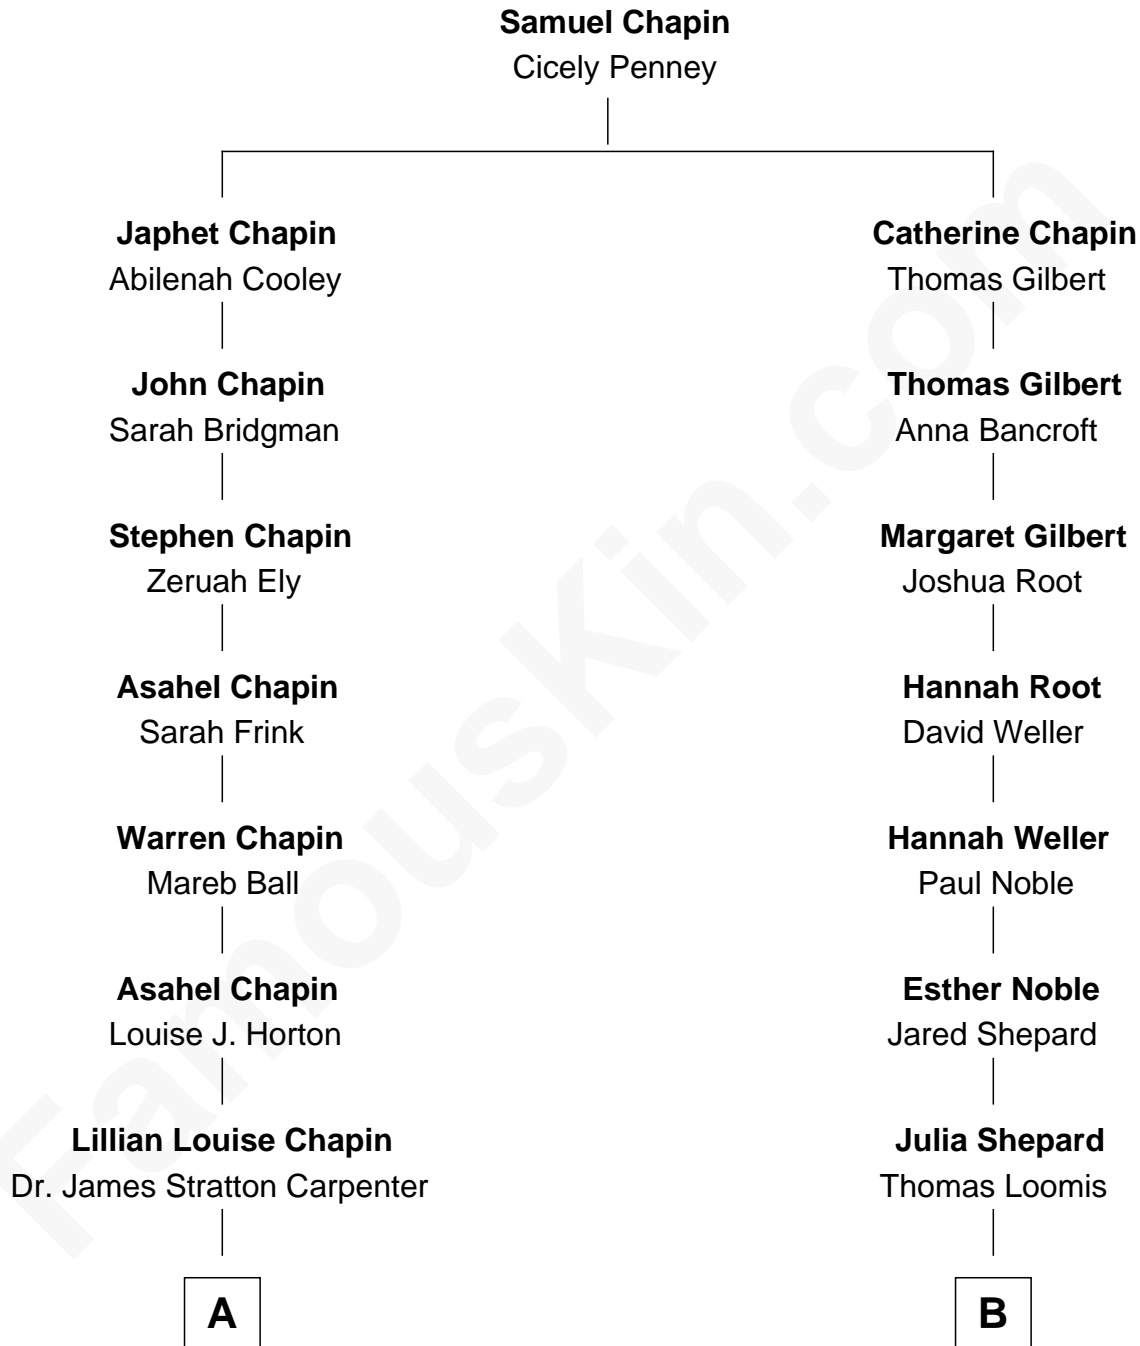 Samuel Chapin
Cicely Penney
Japhet Chapin
Abilenah Cooley
Catherine Chapin
Thomas Gilbert
John Chapin
Sarah Bridgman
Thomas Gilbert
Anna Bancroft
Stephen Chapin
Zeruah Ely
Margaret Gilbert
Joshua Root
Asahel Chapin
Sarah Frink
Hannah Root
David Weller
Warren Chapin
Mareb Ball
Hannah Weller
Paul Noble
Asahel Chapin
Louise J. Horton
Esther Noble
Jared Shepard
Lillian Louise Chapin
Dr. James Stratton Carpenter
Julia Shepard
Thomas Loomis
A
B
FamousKin.com